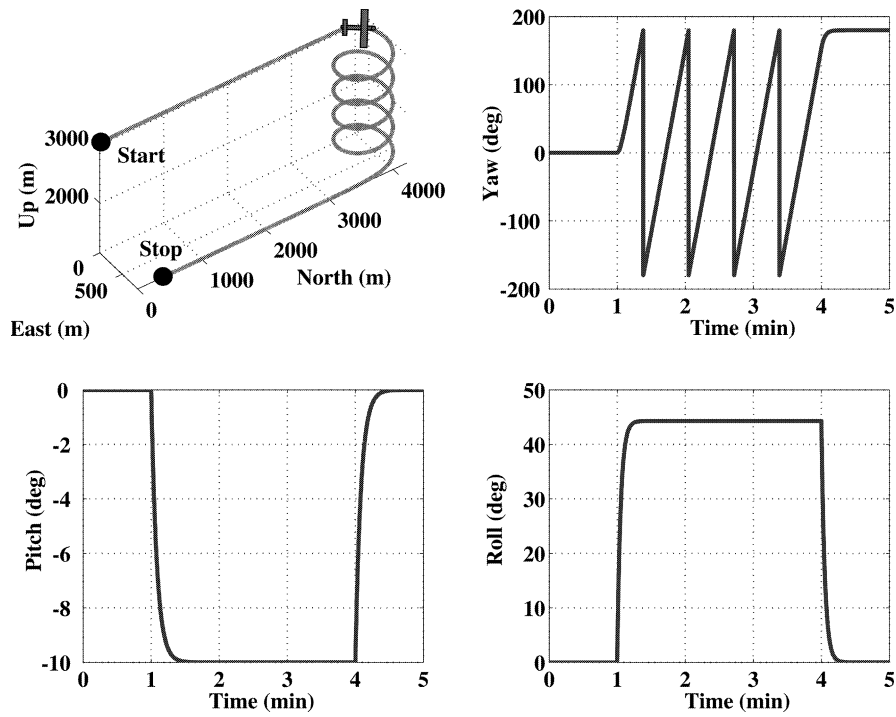 3000
2000
Up (m)
Start
Stop
0
500
0
East (m)
1000
2000
3000
4000
North (m)
200
100
0
-100
-200
Yaw (deg)
0 1 2 3 4 5
Time (min)
0
-2
-4
-6
-8
-10
Pitch (deg)
0 1 2 3 4 5
Time (min)
50
40
30
20
10
0
Roll (deg)
0 1 2 3 4 5
Time (min)